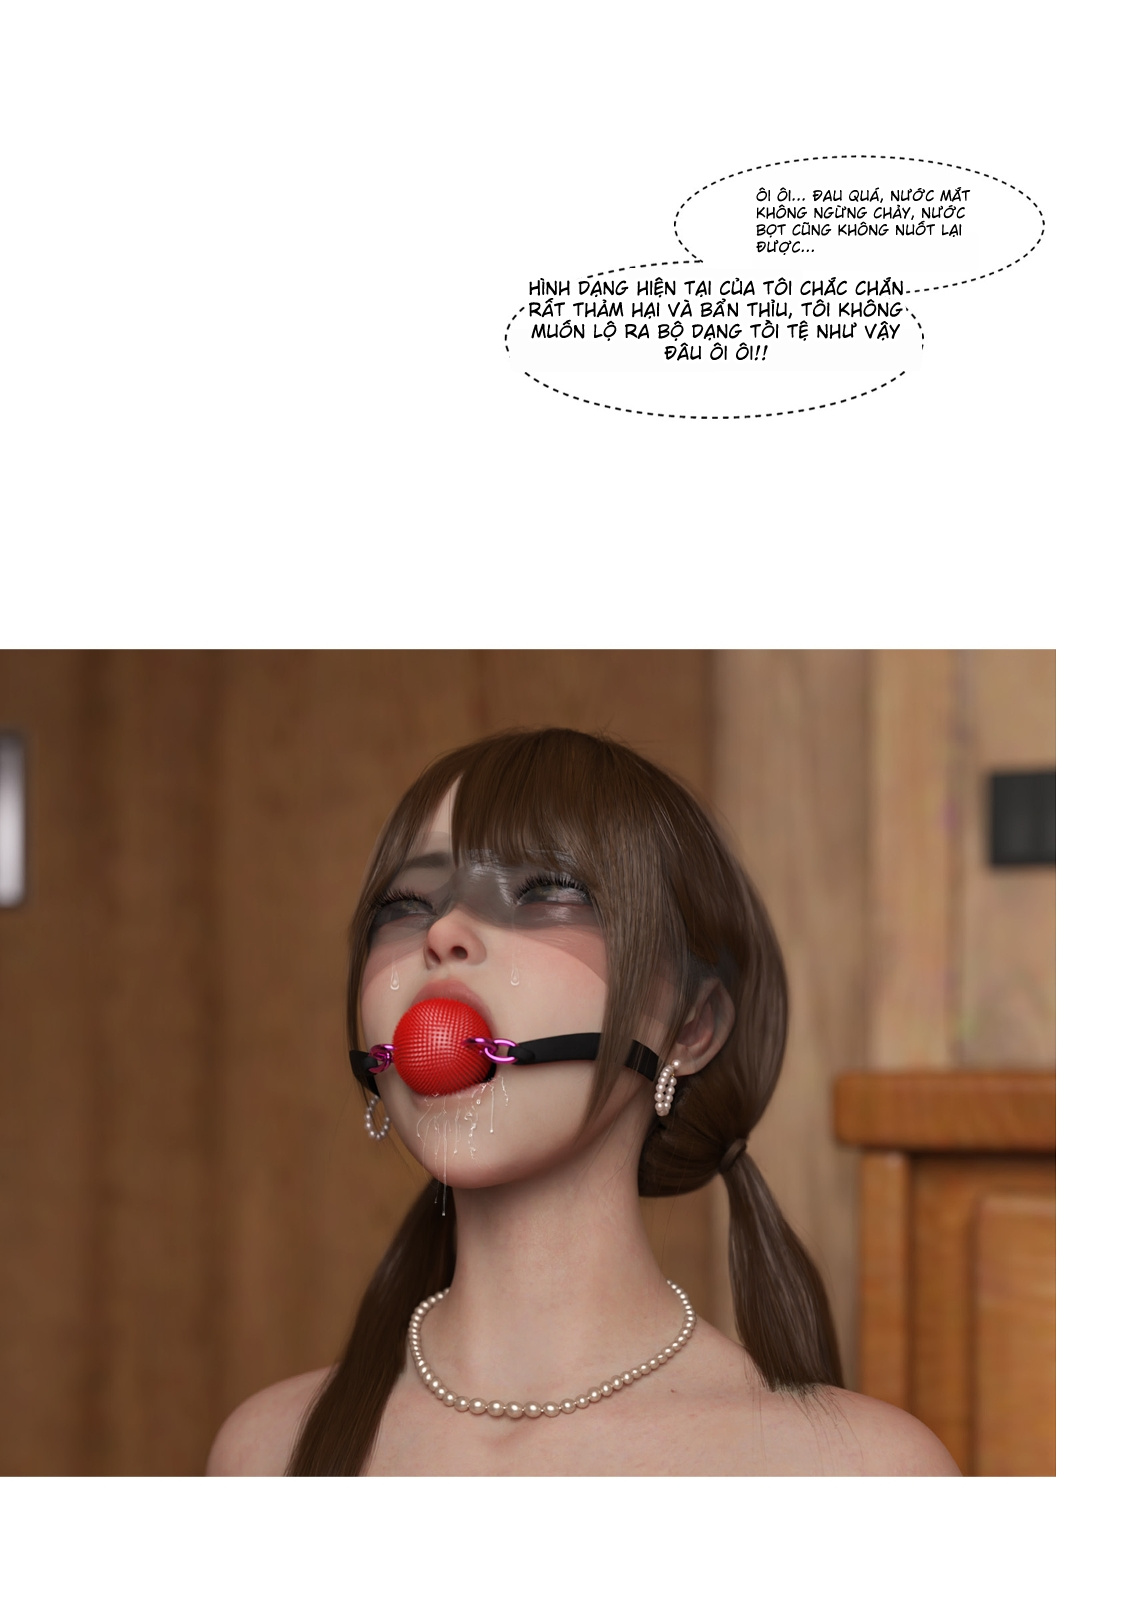 ÔI ÔI... ĐAU QUÁ, NƯỚC MẮT
KHÔNG NGỪNG CHẢY, NƯỚC
BỌT CŨNG KHÔNG NUỐT LẠI
ĐƯỢC...
HÌNH DẠNG HIỆN TẠI CỦA TÔI CHẮC CHẮN
RẤT THẢM HẠI VÀ BẨN THỈU, TÔI KHÔNG
MUỐN LỘ RA BỘ DẠNG TỒI TỆ NHƯ VẬY
ĐÂU ÔI ÔI!!